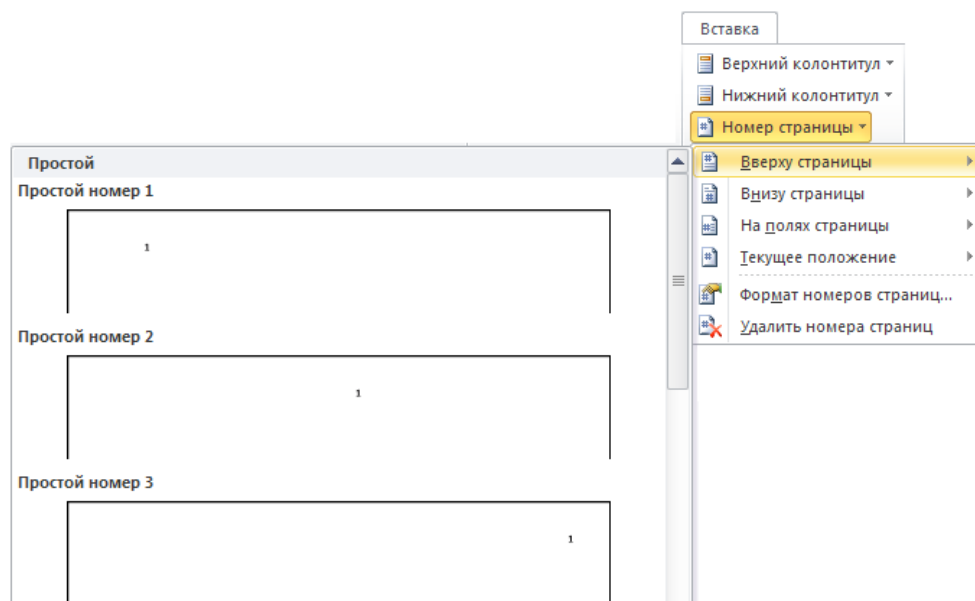 Вставка
Верхний колонтитул
Нижний колонтитул
Номер страницы
Вверху страницы
Внизу страницы
На полях страницы
Текущее положение
Формат номеров страниц...
Удалить номера страниц
Простой
Простой номер 1
1
Простой номер 2
1
Простой номер 3
1